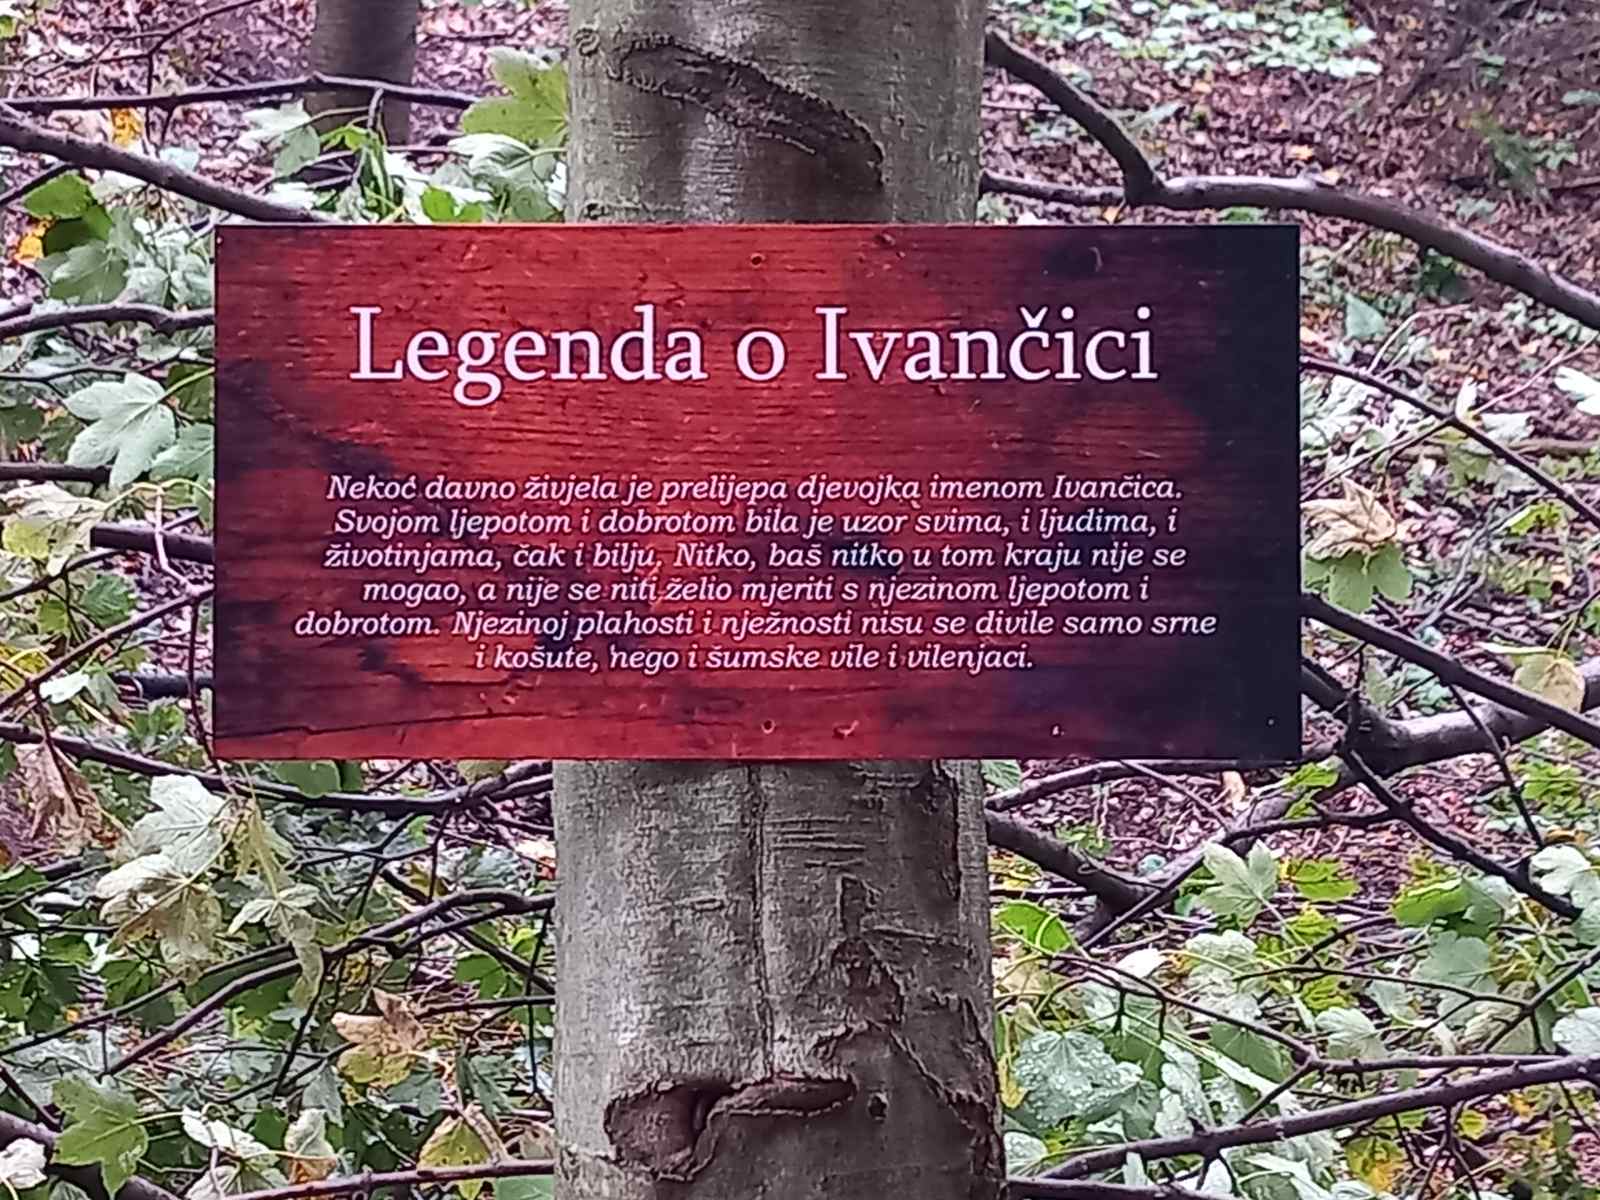 Legenda o Ivančici
Nekoć davno živjela je prelijepa djevojka imenom Ivančica.
Svojom ljepotom i dobrotom bila je uzor svima, i ljudima, i
životinjama, čak i bilju. Nitko, baš nitko u tom kraju nije se
mogao, a nije se niti želio mjeriti s njezinom ljepotom i
dobrotom. Njezinoj plahosti i nježnosti nisu se divile samo srne
i košute, nego i šumske vile i vilenjaci.